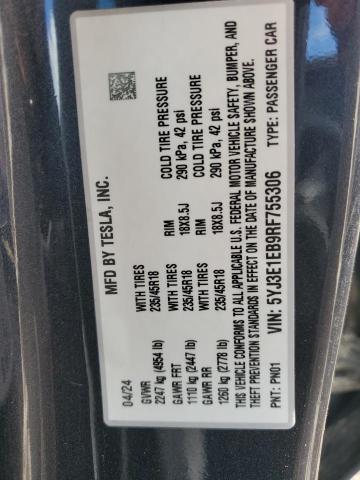 MFD BY TESLA, INC.
04/24
GVWR
2247 kg (4954 lb)
WITH TIRES RIM COLD TIRE PRESSURE
235/45R18 18X8.5J 290 kPa, 42 psi
GAWR FRT
1110 kg (2447 lb)
WITH TIRES RIM COLD TIRE PRESSURE
235/45R18 18X8.5J 290 kPa, 42 psi
GAWR RR
1260 kg (2778 lb)
THIS VEHICLE CONFORMS TO ALL APPLICABLE U.S. FEDERAL MOTOR VEHICLE SAFETY, BUMPER, AND
THEFT PREVENTION STANDARDS IN EFFECT ON THE DATE OF MANUFACTURE SHOWN ABOVE.
PNT: PN01 VIN: 5YJ3E1EB9RF755306 TYPE: PASSENGER CAR